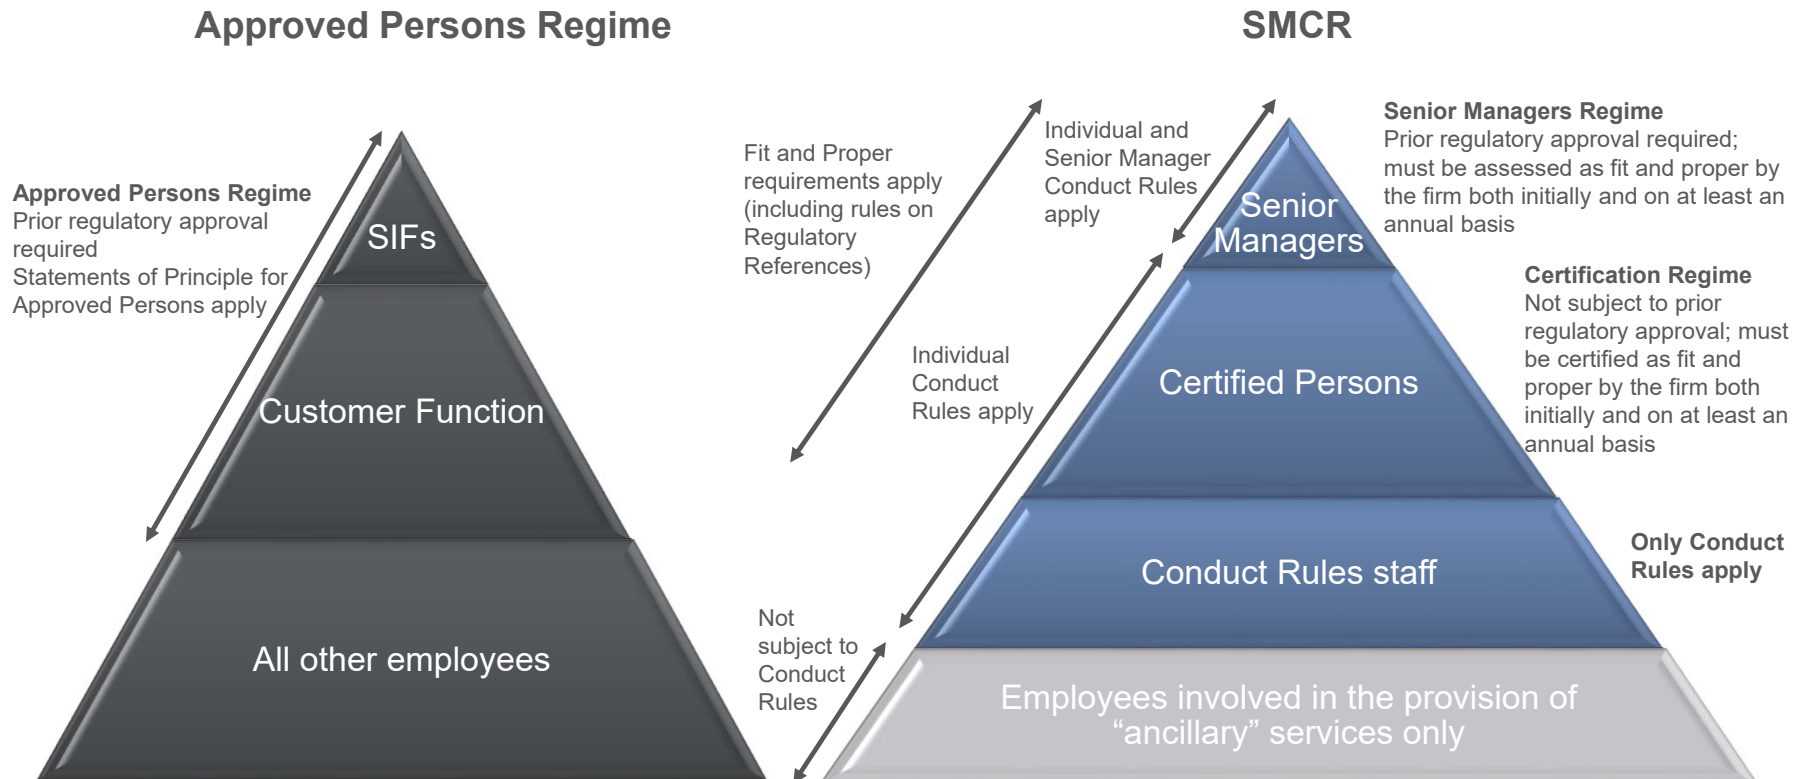 Approved Persons Regime
Approved Persons Regime
Prior regulatory approval
required
Statements of Principle for
Approved Persons apply
SIFs
Customer Function
All other employees
SMCR
Fit and Proper
requirements apply
(including rules on
Regulatory
References)
Individual and
Senior Manager
Conduct Rules
apply
Individual
Conduct
Rules apply
Not
subject to
Conduct
Rules
Senior
Managers
Certified Persons
Conduct Rules staff
Employees involved in the provision of
“ancillary” services only
Senior Managers Regime
Prior regulatory approval required;
must be assessed as fit and proper by
the firm both initially and on at least an
annual basis
Certification Regime
Not subject to prior
regulatory approval; must
be certified as fit and
proper by the firm both
initially and on at least an
annual basis
Only Conduct
Rules apply